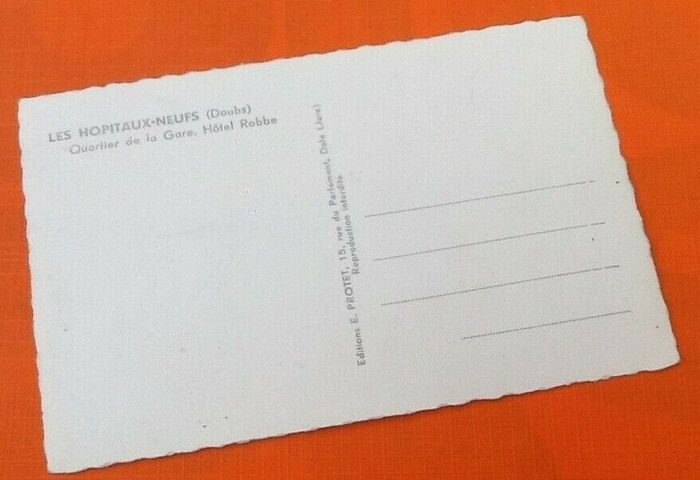 LES HOPITAUX-NEUFS (Doubs)
Quartier de la Gare, Hôtel Robbe
Editions E. PROTET, 15, rue du Parlement, Dole (Jura)
Reproduction interdite